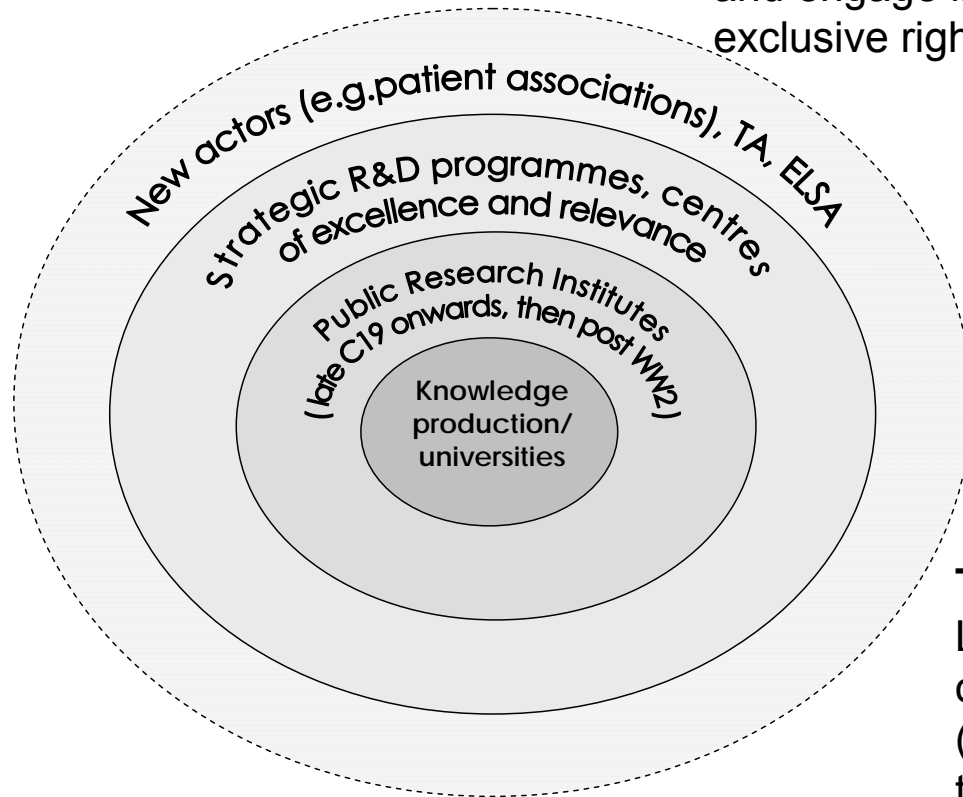 and engage
exclusive righ
New actors (e.g.patient associations), TA, ELSA
Strategic R&D programmes, centres
of excellence and relevance
Public Research Institutes
(late C19 onwards, then post WW2)
Knowledge
production/
universities
(